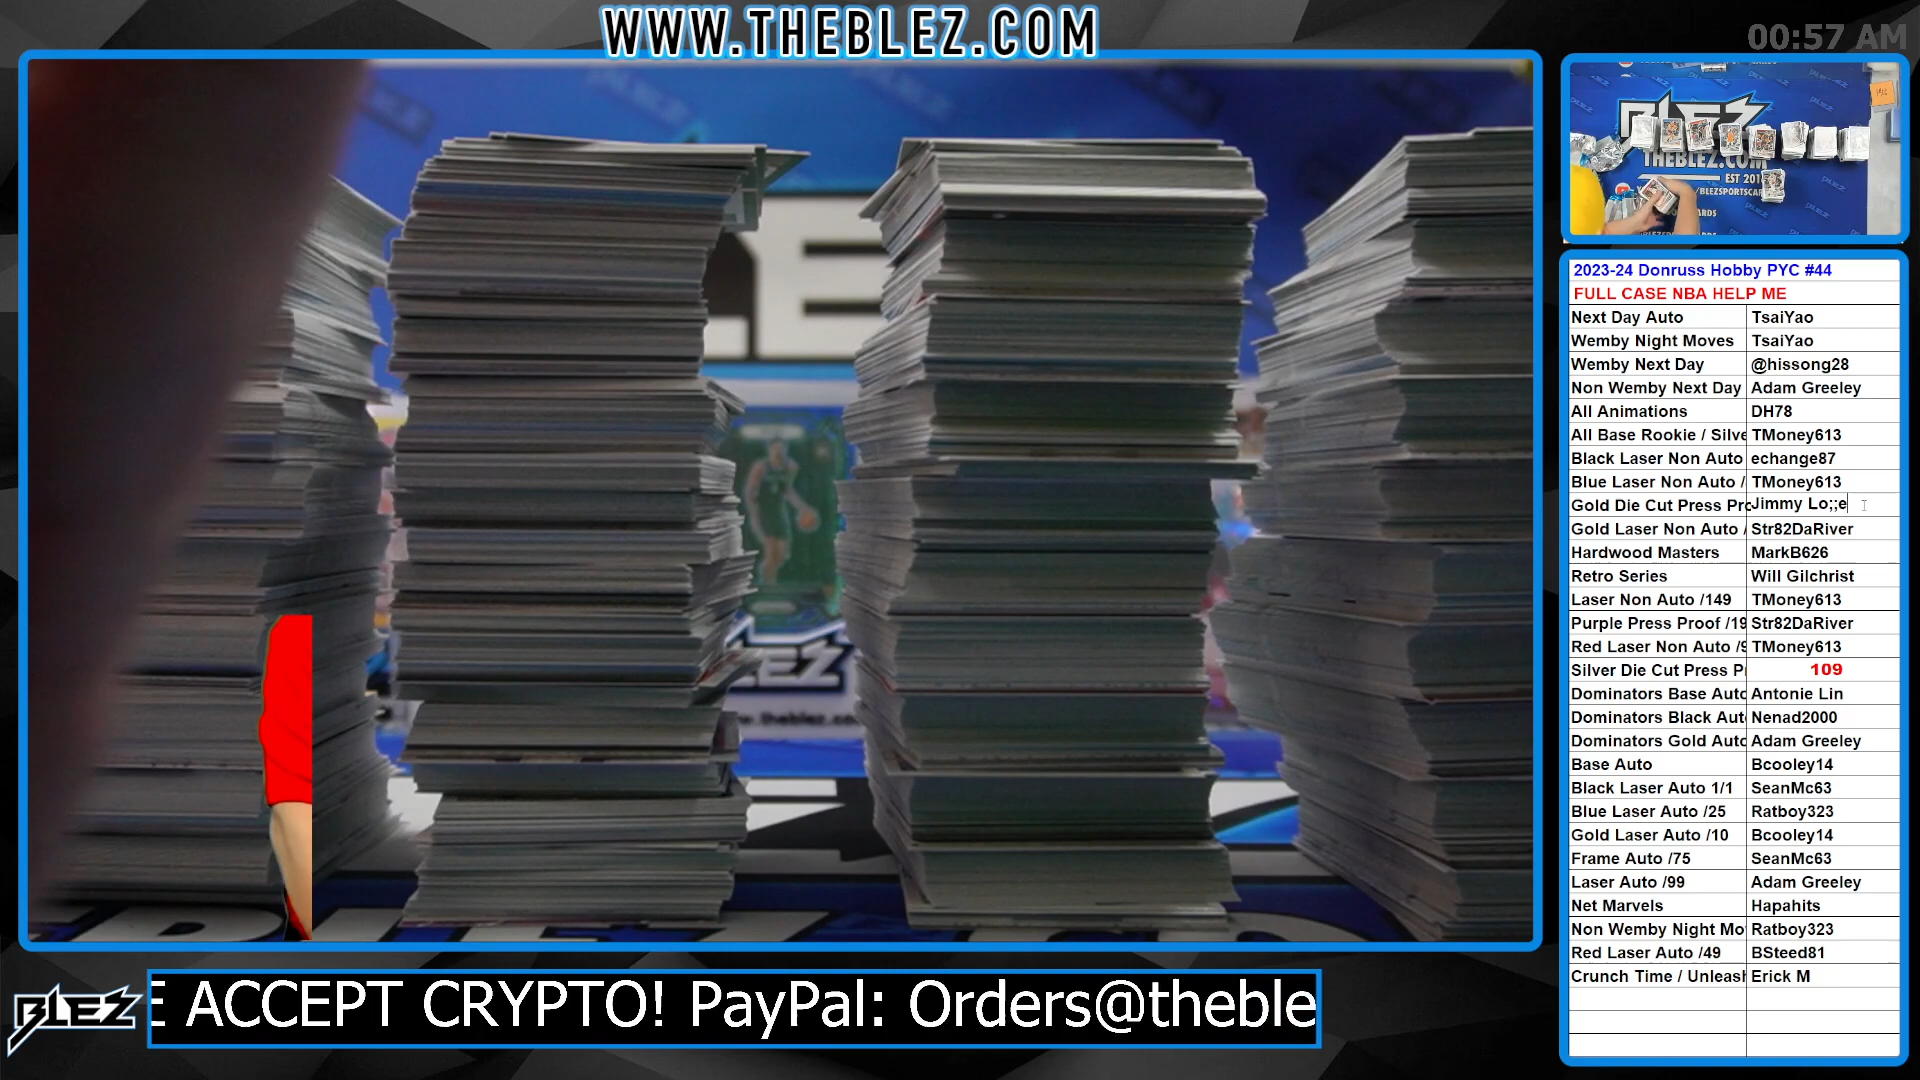 WWW.THEBLEZ.COM
00:57 AM
BLEZ
THEBLEZ.COM
EST 201
/BLEZSPORTSCA
2023-24 Donruss Hobby PYC #44
FULL CASE NBA HELP ME
Next Day Auto TsaiYao
Wemby Night Moves TsaiYao
Wemby Next Day @hissong28
Non Wemby Next Day Adam Greeley
All Animations DH78
All Base Rookie / Silve TMoney613
Black Laser Non Auto echange87
Blue Laser Non Auto / TMoney613
Gold Die Cut Press Pro Jimmy Lo;;e
Gold Laser Non Auto / Str82DaRiver
Hardwood Masters MarkB626
Retro Series Will Gilchrist
Laser Non Auto /149 TMoney613
Purple Press Proof /19 Str82DaRiver
Red Laser Non Auto /9 TMoney613
Silver Die Cut Press P 109
Dominators Base Auto Antonie Lin
Dominators Black Aut Nenad2000
Dominators Gold Auto Adam Greeley
Base Auto Bcooley14
Black Laser Auto 1/1 SeanMc63
Blue Laser Auto /25 Ratboy323
Gold Laser Auto /10 Bcooley14
Frame Auto /75 SeanMc63
Laser Auto /99 Adam Greeley
Net Marvels Hapahits
Non Wemby Night Mo Ratboy323
Red Laser Auto /49 BSteed81
Crunch Time / Unleash Erick M
BLEZ
E ACCEPT CRYPTO! PayPal: Orders@theble